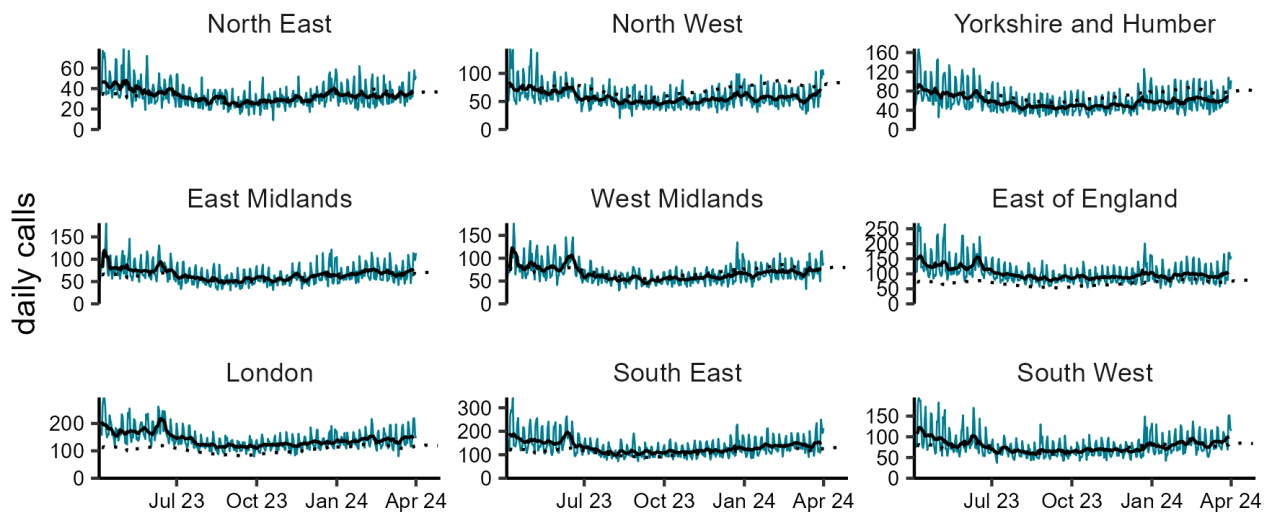 North East
North West
Yorkshire and Humber
60
40
20
0
100
50
0
160
120
80
40
0
daily calls
East Midlands
West Midlands
East of England
150
100
50
0
150
100
50
0
250
200
150
100
50
0
London
South East
South West
200
100
0
300
200
100
0
150
100
50
0
Jul 23 Oct 23 Jan 24 Apr 24
Jul 23 Oct 23 Jan 24 Apr 24
Jul 23 Oct 23 Jan 24 Apr 24